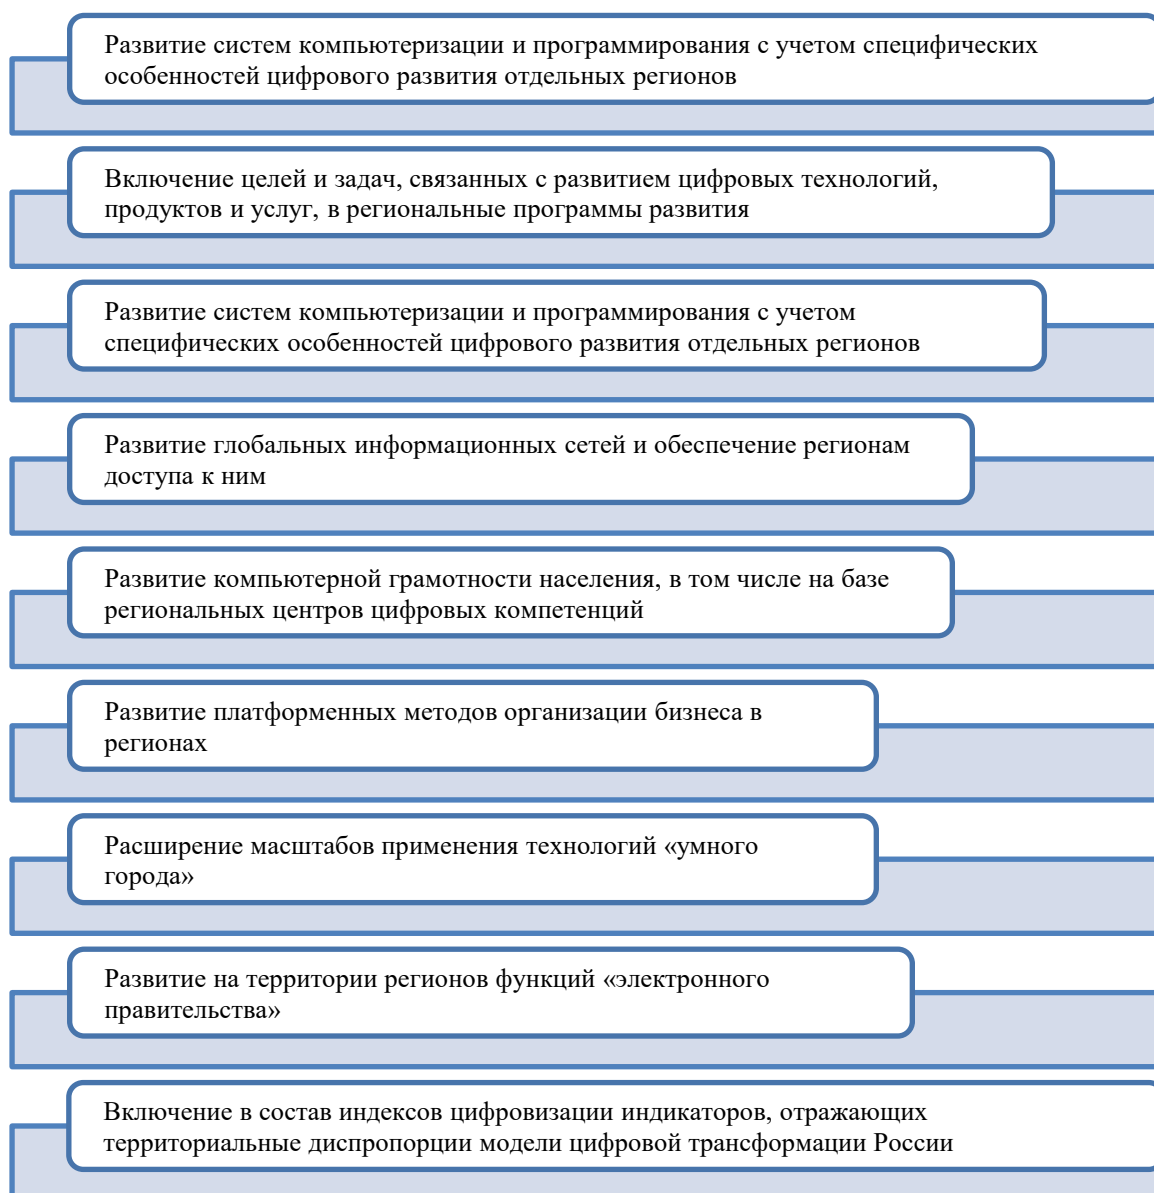 Развитие систем компьютеризации и программирования с учетом специфических
особенностей цифрового развития отдельных регионов
Включение целей и задач, связанных с развитием цифровых технологий,
продуктов и услуг, в региональные программы развития
Развитие систем компьютеризации и программирования с учетом
специфических особенностей цифрового развития отдельных регионов
Развитие глобальных информационных сетей и обеспечение регионам
доступа к ним
Развитие компьютерной грамотности населения, в том числе на базе
региональных центров цифровых компетенций
Развитие платформенных методов организации бизнеса в
регионах
Расширение масштабов применения технологий «умного
города»
Развитие на территории регионов функций «электронного
правительства»
Включение в состав индексов цифровизации индикаторов, отражающих
территориальные диспропорции модели цифровой трансформации России